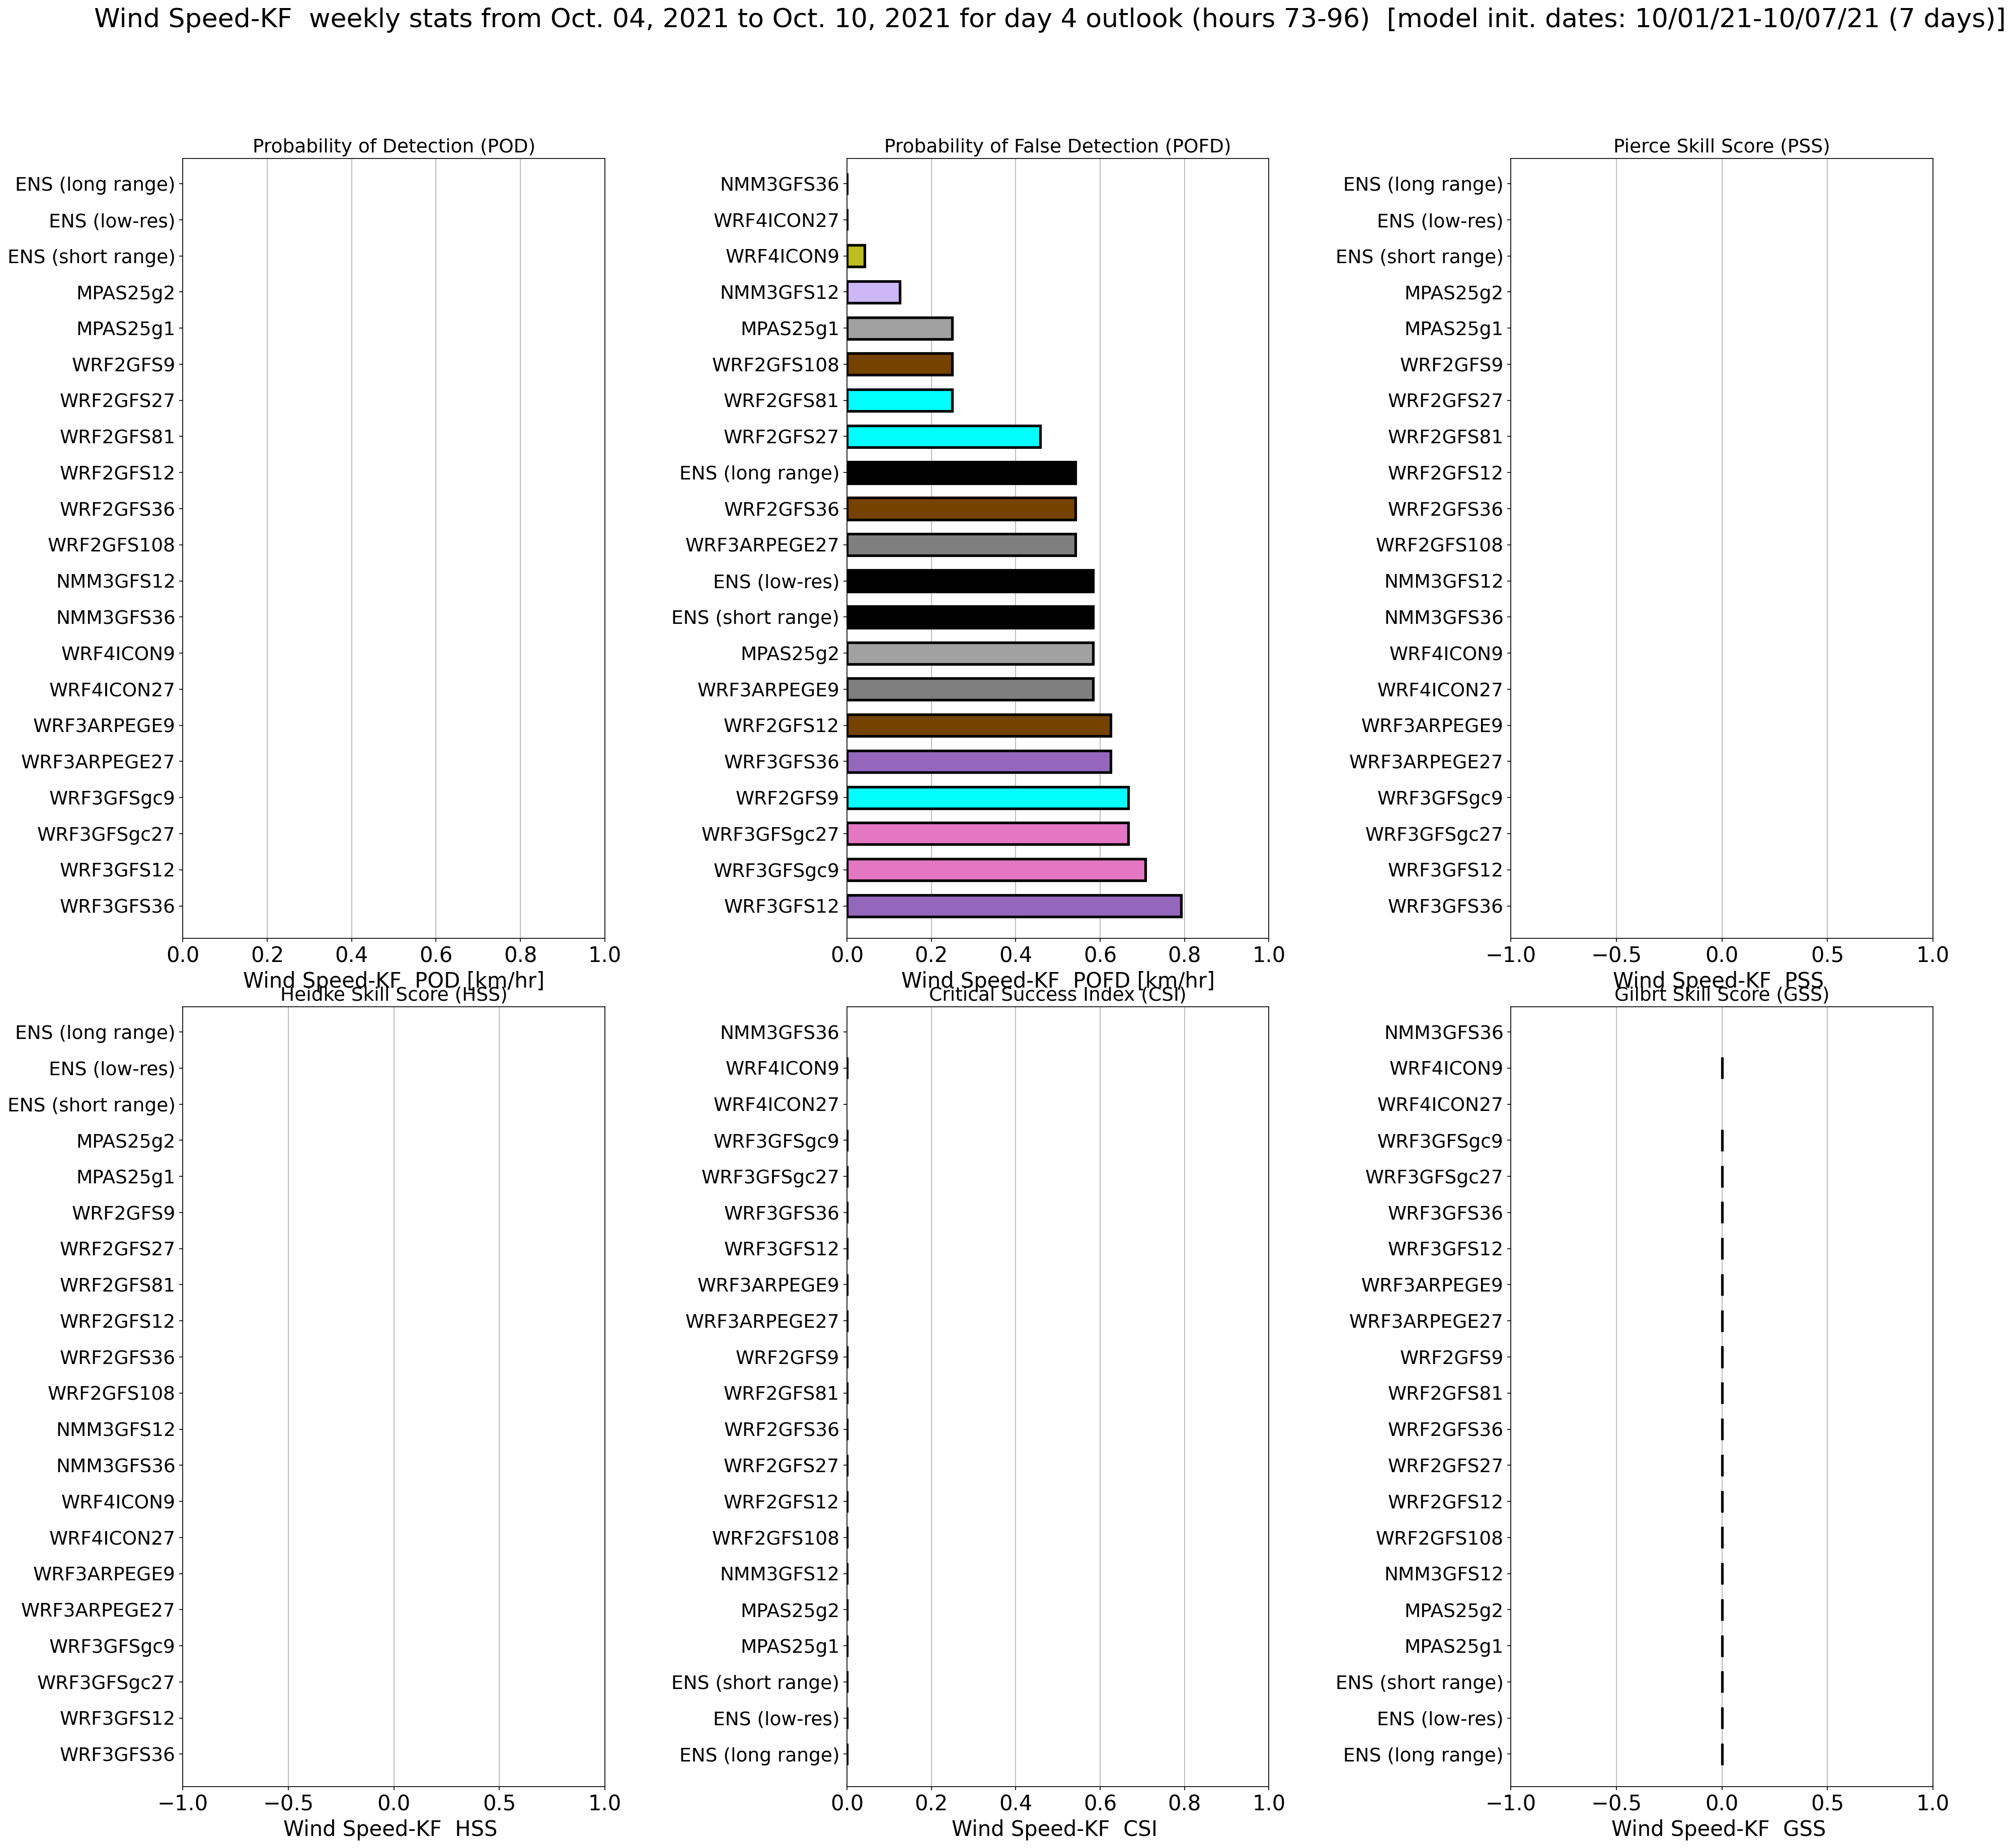 Wind Speed-KF  weekly stats from Oct. 04, 2021 to Oct. 10, 2021 for day 4 outlook (hours 73-96)  [model init. dates: 10/01/21-10/07/21 (7 days)]
Probability of Detection (POD)
ENS (long range)
ENS (low-res)
ENS (short range)
MPAS25g2
MPAS25g1
WRF2GFS9
WRF2GFS27
WRF2GFS81
WRF2GFS12
WRF2GFS36
WRF2GFS108
NMM3GFS12
NMM3GFS36
WRF4ICON9
WRF4ICON27
WRF3ARPEGE9
WRF3ARPEGE27
WRF3GFSgc9
WRF3GFSgc27
WRF3GFS12
WRF3GFS36
0.0 0.2 0.4 0.6 0.8 1.0
Wind Speed-KF  POD [km/hr]
Probability of False Detection (POFD)
NMM3GFS36
WRF4ICON27
WRF4ICON9
NMM3GFS12
MPAS25g1
WRF2GFS108
WRF2GFS81
WRF2GFS27
ENS (long range)
WRF2GFS36
WRF3ARPEGE27
ENS (low-res)
ENS (short range)
MPAS25g2
WRF3ARPEGE9
WRF2GFS12
WRF3GFS36
WRF2GFS9
WRF3GFSgc27
WRF3GFSgc9
WRF3GFS12
0.0 0.2 0.4 0.6 0.8 1.0
Wind Speed-KF  POFD [km/hr]
Pierce Skill Score (PSS)
ENS (long range)
ENS (low-res)
ENS (short range)
MPAS25g2
MPAS25g1
WRF2GFS9
WRF2GFS27
WRF2GFS81
WRF2GFS12
WRF2GFS36
WRF2GFS108
NMM3GFS12
NMM3GFS36
WRF4ICON9
WRF4ICON27
WRF3ARPEGE9
WRF3ARPEGE27
WRF3GFSgc9
WRF3GFSgc27
WRF3GFS12
WRF3GFS36
−1.0 −0.5 0.0 0.5 1.0
Wind Speed-KF  PSS
Heidke Skill Score (HSS)
ENS (long range)
ENS (low-res)
ENS (short range)
MPAS25g2
MPAS25g1
WRF2GFS9
WRF2GFS27
WRF2GFS81
WRF2GFS12
WRF2GFS36
WRF2GFS108
NMM3GFS12
NMM3GFS36
WRF4ICON9
WRF4ICON27
WRF3ARPEGE9
WRF3ARPEGE27
WRF3GFSgc9
WRF3GFSgc27
WRF3GFS12
WRF3GFS36
−1.0 −0.5 0.0 0.5 1.0
Wind Speed-KF  HSS
Critical Success Index (CSI)
NMM3GFS36
WRF4ICON9
WRF4ICON27
WRF3GFSgc9
WRF3GFSgc27
WRF3GFS36
WRF3GFS12
WRF3ARPEGE9
WRF3ARPEGE27
WRF2GFS9
WRF2GFS81
WRF2GFS36
WRF2GFS27
WRF2GFS12
WRF2GFS108
NMM3GFS12
MPAS25g2
MPAS25g1
ENS (short range)
ENS (low-res)
ENS (long range)
0.0 0.2 0.4 0.6 0.8 1.0
Wind Speed-KF  CSI
Gilbrt Skill Score (GSS)
NMM3GFS36
WRF4ICON9
WRF4ICON27
WRF3GFSgc9
WRF3GFSgc27
WRF3GFS36
WRF3GFS12
WRF3ARPEGE9
WRF3ARPEGE27
WRF2GFS9
WRF2GFS81
WRF2GFS36
WRF2GFS27
WRF2GFS12
WRF2GFS108
NMM3GFS12
MPAS25g2
MPAS25g1
ENS (short range)
ENS (low-res)
ENS (long range)
−1.0 −0.5 0.0 0.5 1.0
Wind Speed-KF  GSS